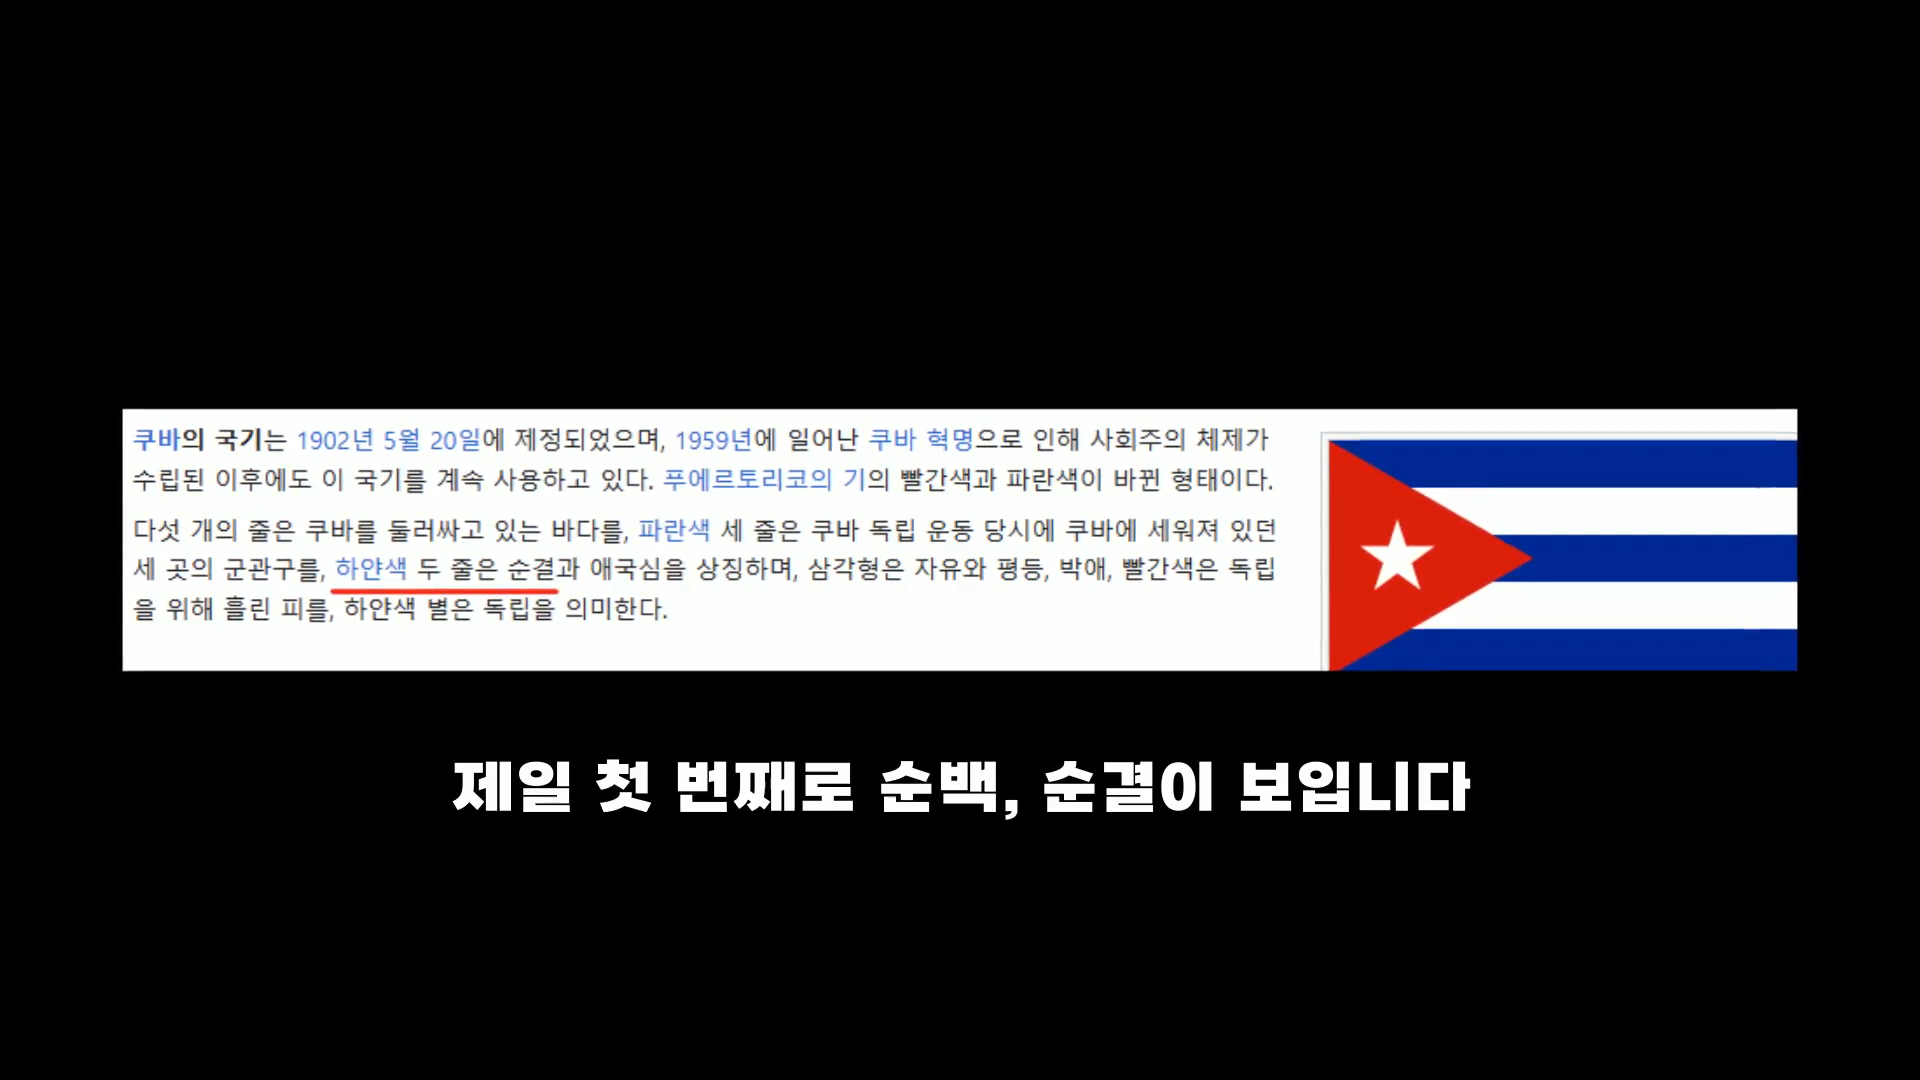 쿠바의 국기는 1902년 5월 20일에 제정되었으며, 1959년에 일어난 쿠바 혁명으로 인해 사회주의 체제가
수립된 이후에도 이 국기를 계속 사용하고 있다. 푸에르토리코의 기의 빨간색과 파란색이 바뀐 형태이다.
다섯 개의 줄은 쿠바를 둘러싸고 있는 바다를, 파란색 세 줄은 쿠바 독립 운동 당시에 쿠바에 세워져 있던
세 곳의 군관구를, 하얀색 두 줄은 순결과 애국심을 상징하며, 삼각형은 자유와 평등, 박애, 빨간색은 독립
을 위해 흘린 피를, 하얀색 별은 독립을 의미한다.
제일 첫 번째로 순백, 순결이 보입니다